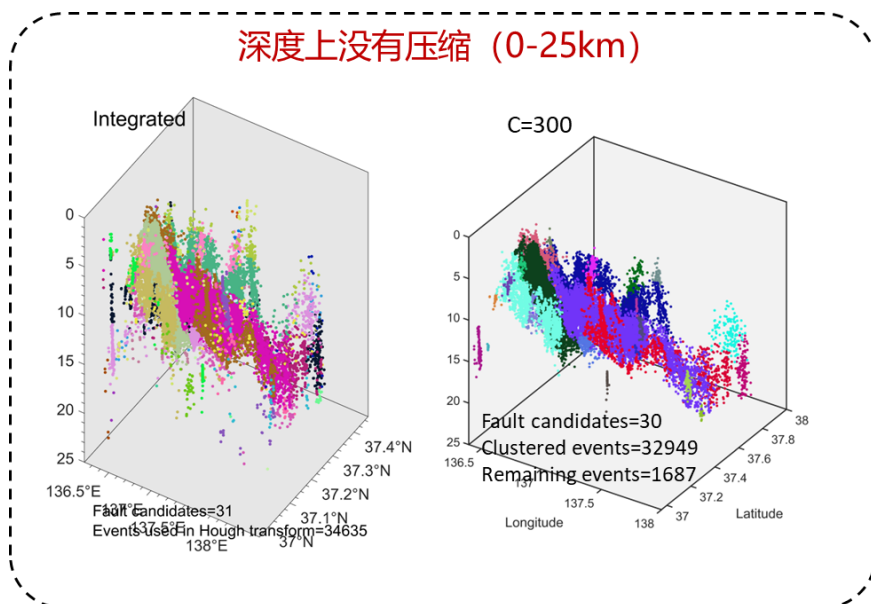 深度上没有压缩（0-25km）
Integrated
0
5
10
15
20
25
136.5°E
137°E
137.5°E
138°E
37°N
37.1°N
37.2°N
37.3°N
37.4°N
Fault candidates=31
Events used in Hough transform=34635
C=300
0
5
10
15
20
25
136.5
137
137.5
138
Longitude
37
37.2
37.4
37.6
37.8
38
Latitude
Fault candidates=30
Clustered events=32949
Remaining events=1687